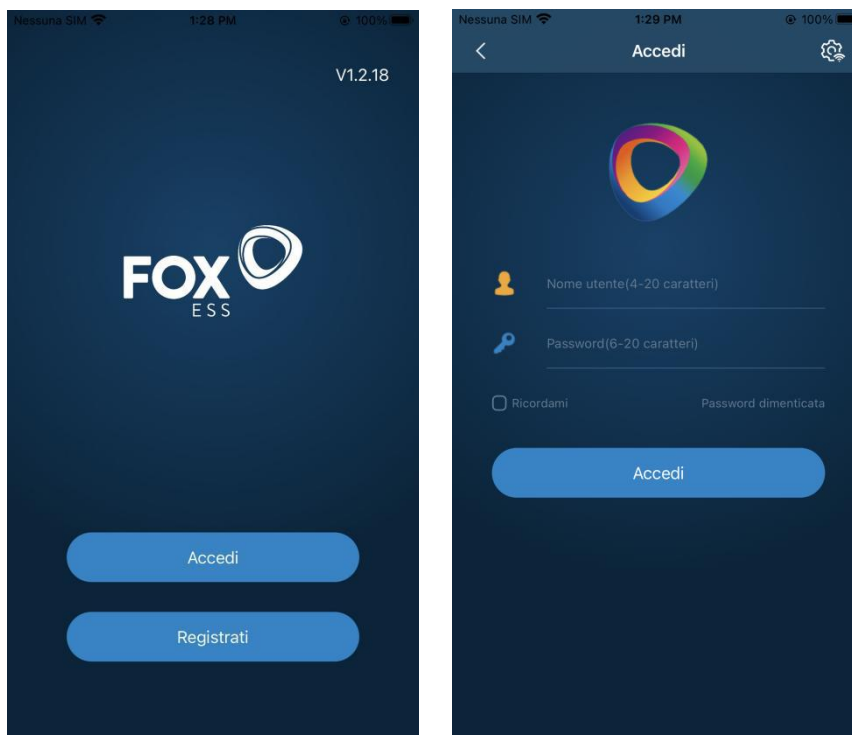 Nessuna SIM 1:28 PM 100%
V1.2.18
FOX
ESS
Accedi
Registrati
Nessuna SIM 1:29 PM 100%
Accedi
Nome utente(4-20 caratteri)
Password(6-20 caratteri)
Ricordami Password dimenticata
Accedi